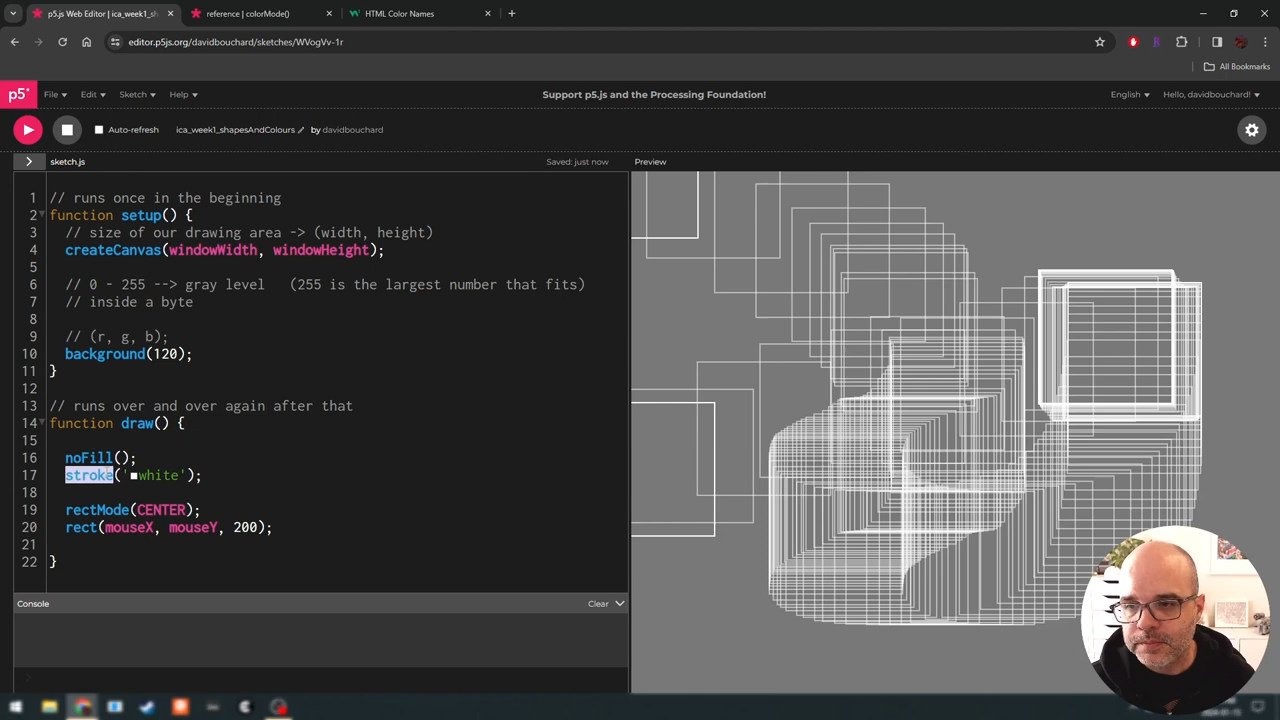 p5.js Web Editor | ica_week1_sh
reference | colorMode()
HTML Color Names
editor.p5js.org/davidbouchard/sketches/WVogVv-1r
All Bookmarks
p5* File Edit Sketch Help
Support p5.js and the Processing Foundation!
English Hello, davidbouchard!
Auto-refresh ica_week1_shapesAndColours by davidbouchard
sketch.js Saved: just now
Preview
1 // runs once in the beginning
2 function setup() {
3 // size of our drawing area -> (width, height)
4 createCanvas(windowWidth, windowHeight);
5
6 // 0 - 255 --> gray level (255 is the largest number that fits)
7 // inside a byte
8
9 // (r, g, b);
10 background(120);
11 }
12
13 // runs over and over again after that
14 function draw() {
15
16 noFill();
17 stroke('white');
18
19 rectMode(CENTER);
20 rect(mouseX, mouseY, 200);
21
22 }
Console Clear